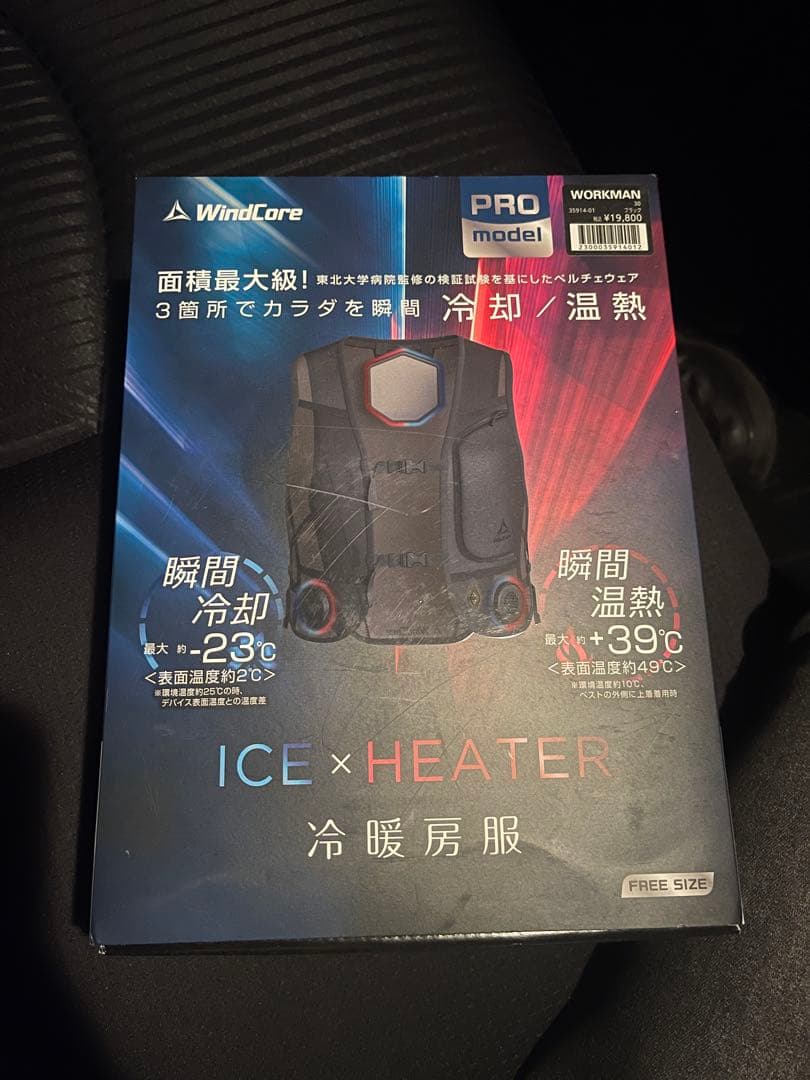 WindCore
PRO
model
WORKMAN
30
35914-01 ブラック
税込 ¥19,800
2300035914012
面積最大級！東北大学病院監修の検証試験を基にしたペルチェウェア
3箇所でカラダを瞬間 冷却/温熱
瞬間
冷却
最大 約-23℃
<表面温度約2℃>
※環境温度約25℃の時、
デバイス表面温度との温度差
瞬間
温熱
最大 約+39℃
<表面温度約49℃>
※環境温度約10℃、
ベストの外側に上着着用時
ICE × HEATER
冷暖房服
FREE SIZE